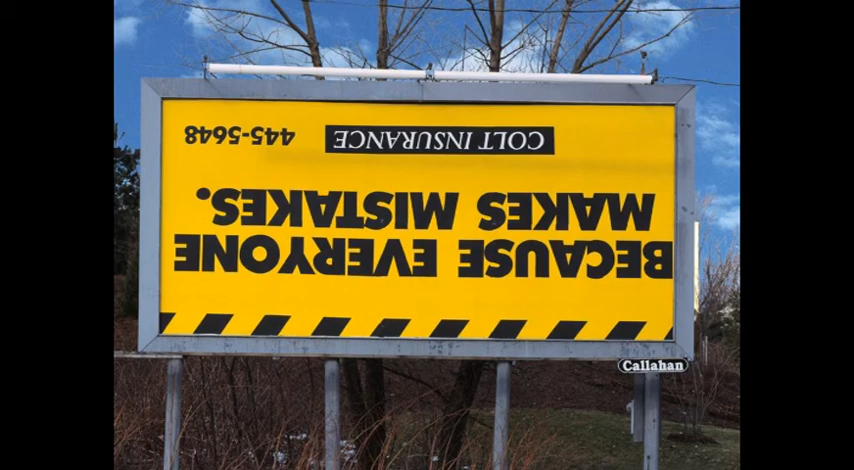 BECAUSE EVERYONE
MAKES MISTAKES.
COLT INSURANCE 445-5648
Callahan